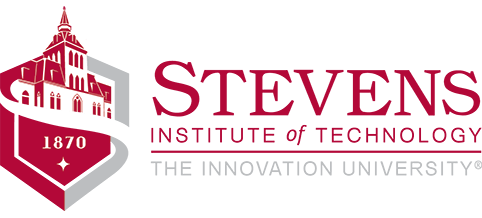 1870
STEVENS
INSTITUTE of TECHNOLOGY
THE INNOVATION UNIVERSITY®